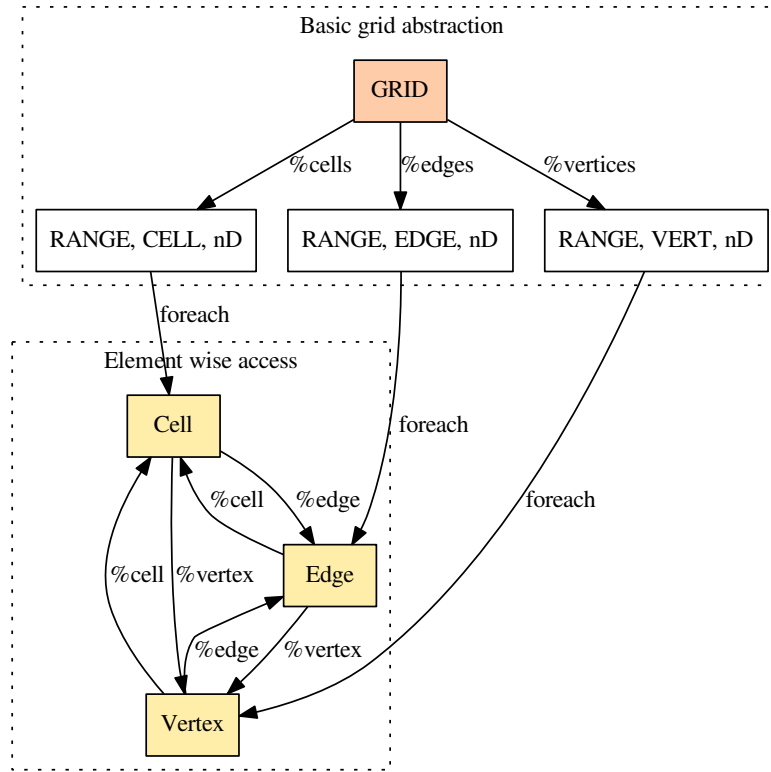 Basic grid abstraction
GRID
%cells
%edges
%vertices
RANGE, CELL, nD
RANGE, EDGE, nD
RANGE, VERT, nD
foreach
Element wise access
Cell
foreach
%cell
%edge
foreach
%cell
%vertex
Edge
%edge
%vertex
Vertex